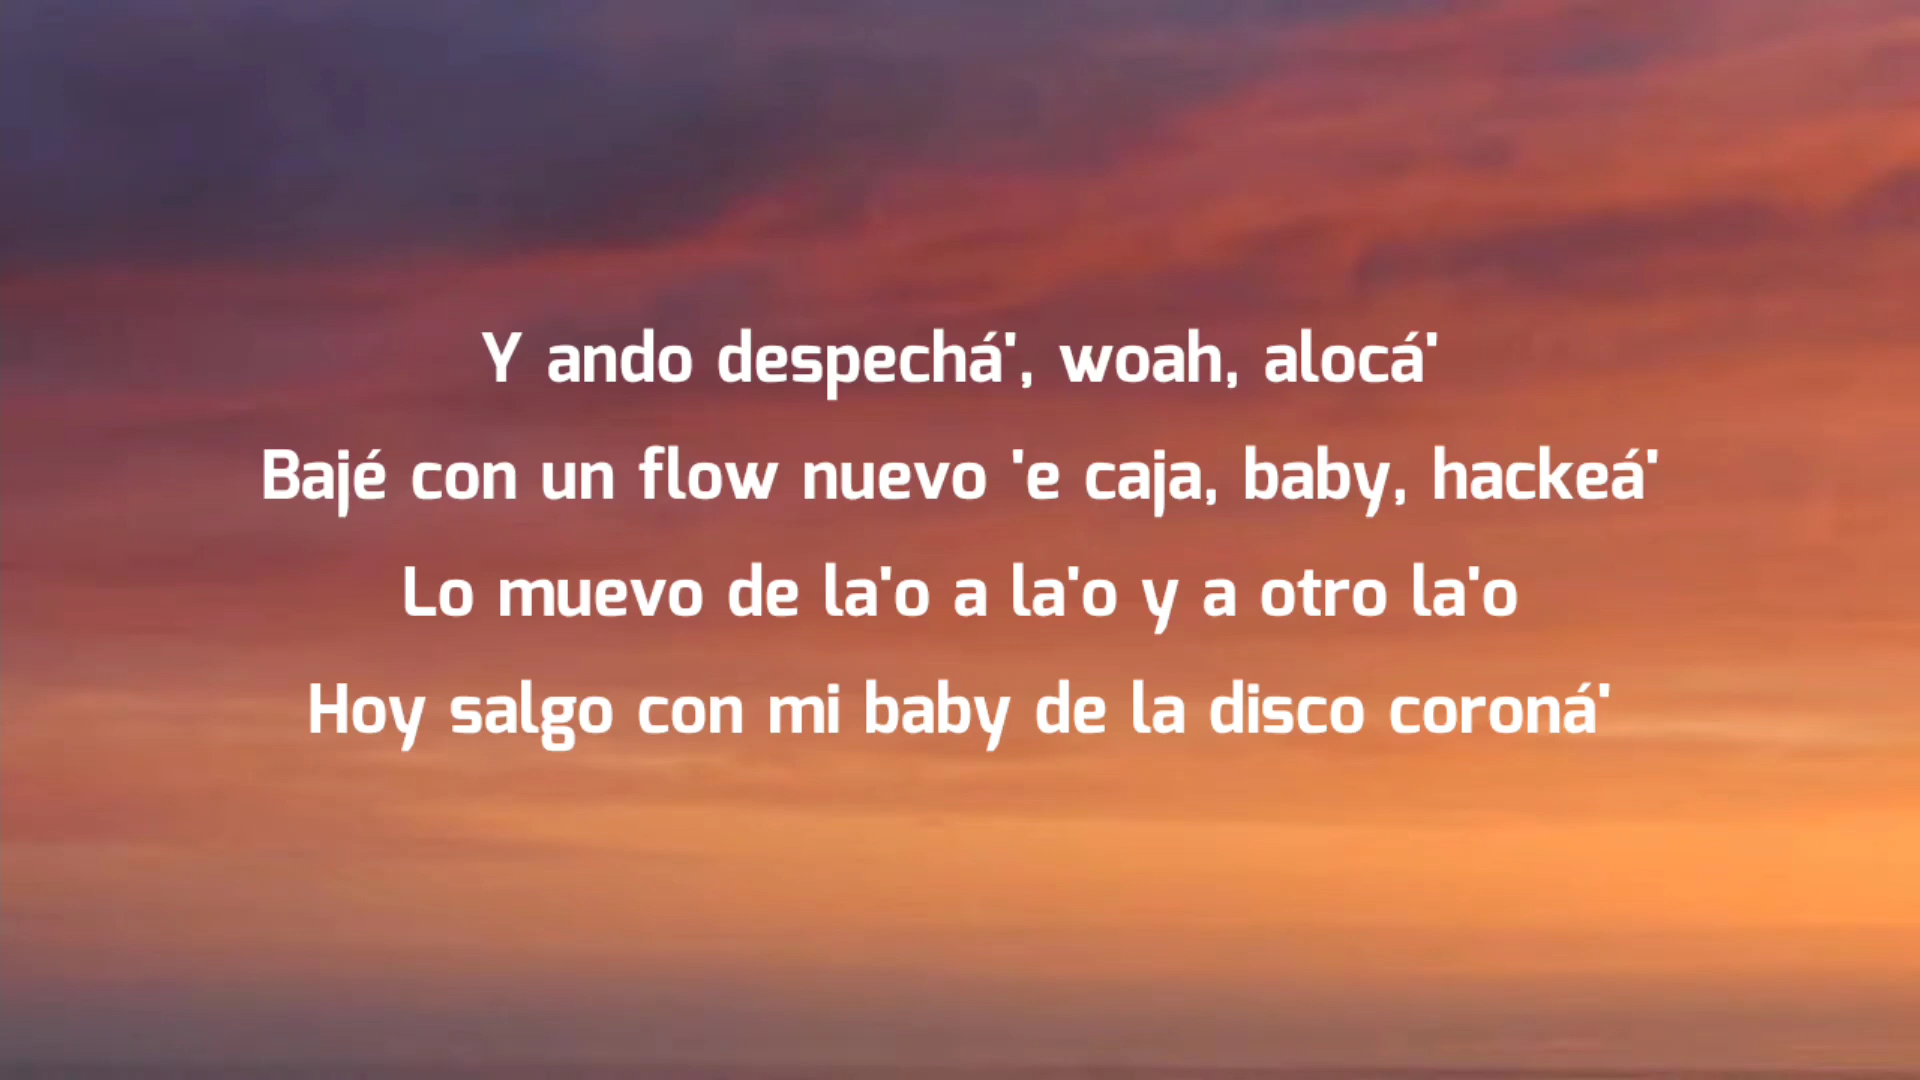 Y ando despechá', woah, alocá'
Bajé con un flow nuevo 'e caja, baby, hackeá'
Lo muevo de la'o a la'o y a otro la'o
Hoy salgo con mi baby de la disco coroná'